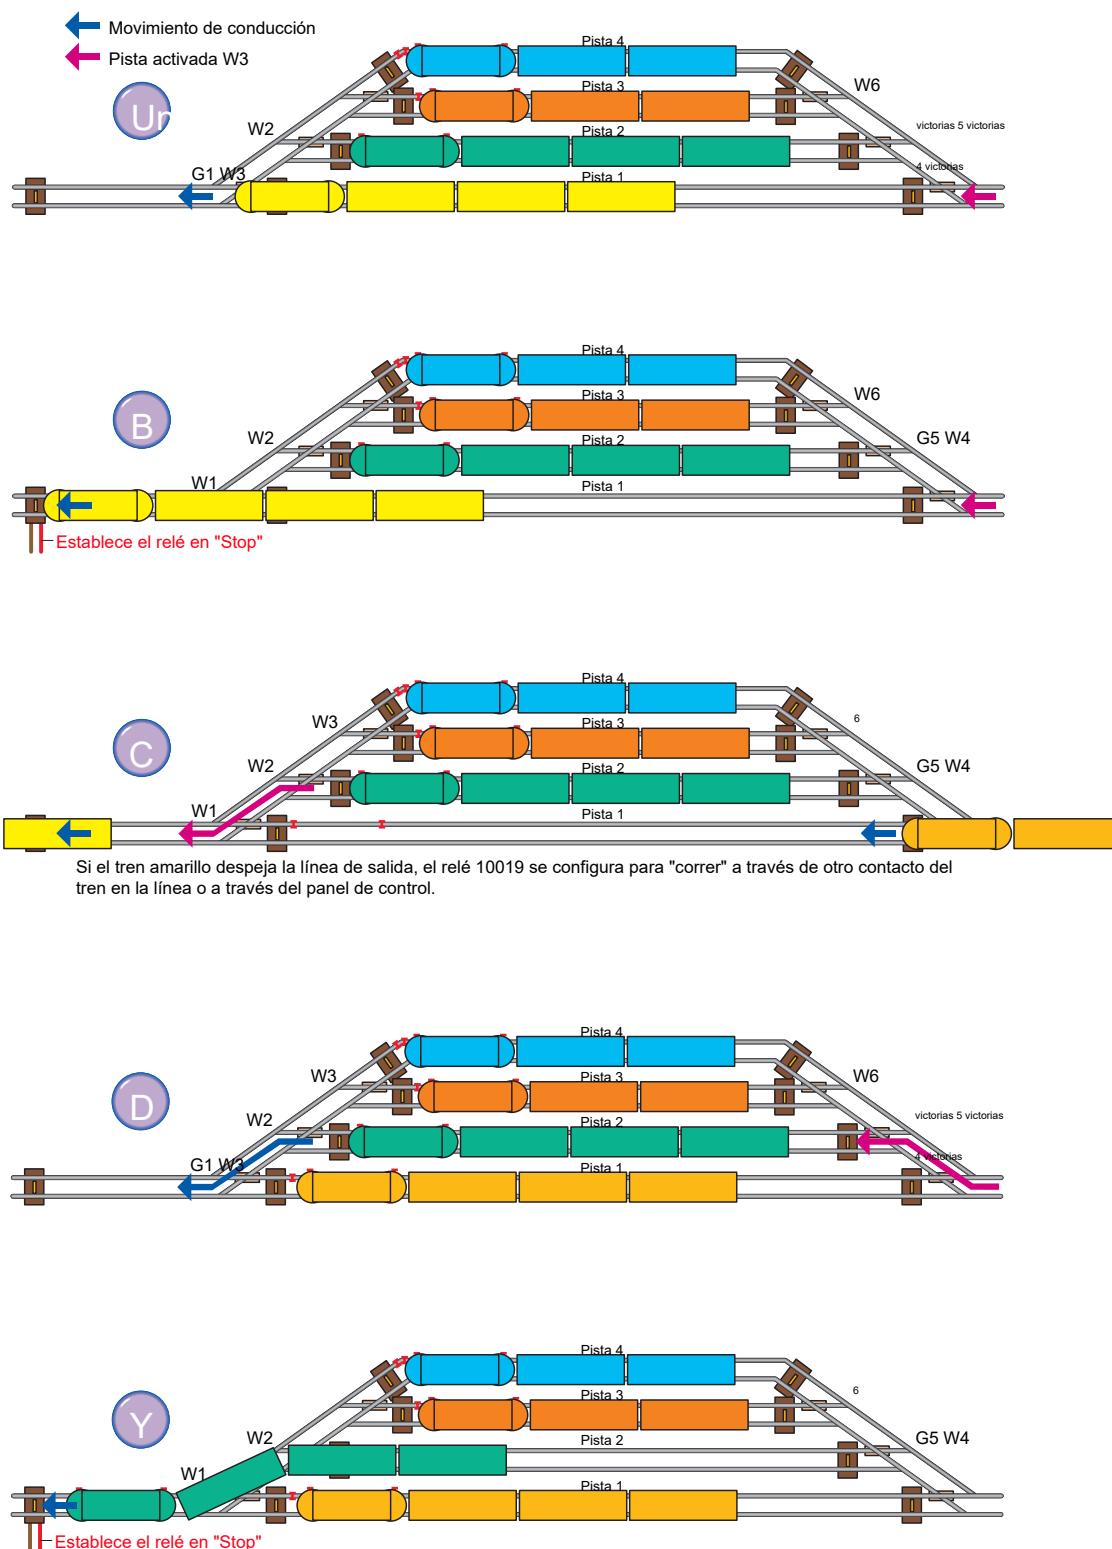 Movimiento de conducción
Pista activada W3
Un
Pista 4
Pista 3
W6
W2
Pista 2
victorias 5 victorias
G1 W3
Pista 1
4 victorias
B
Pista 4
Pista 3
W6
W2
Pista 2
G5 W4
W1
Pista 1
Establece el relé en "Stop"
C
Pista 4
W3
Pista 3
6
W2
Pista 2
G5 W4
W1
Pista 1
Si el tren amarillo despeja la línea de salida, el relé 10019 se configura para "correr" a través de otro contacto del
tren en la línea o a través del panel de control.
D
Pista 4
W3
Pista 3
W6
W2
Pista 2
victorias 5 victorias
G1 W3
Pista 1
4 victorias
Y
Pista 4
Pista 3
6
W2
Pista 2
G5 W4
W1
Pista 1
Establece el relé en "Stop"